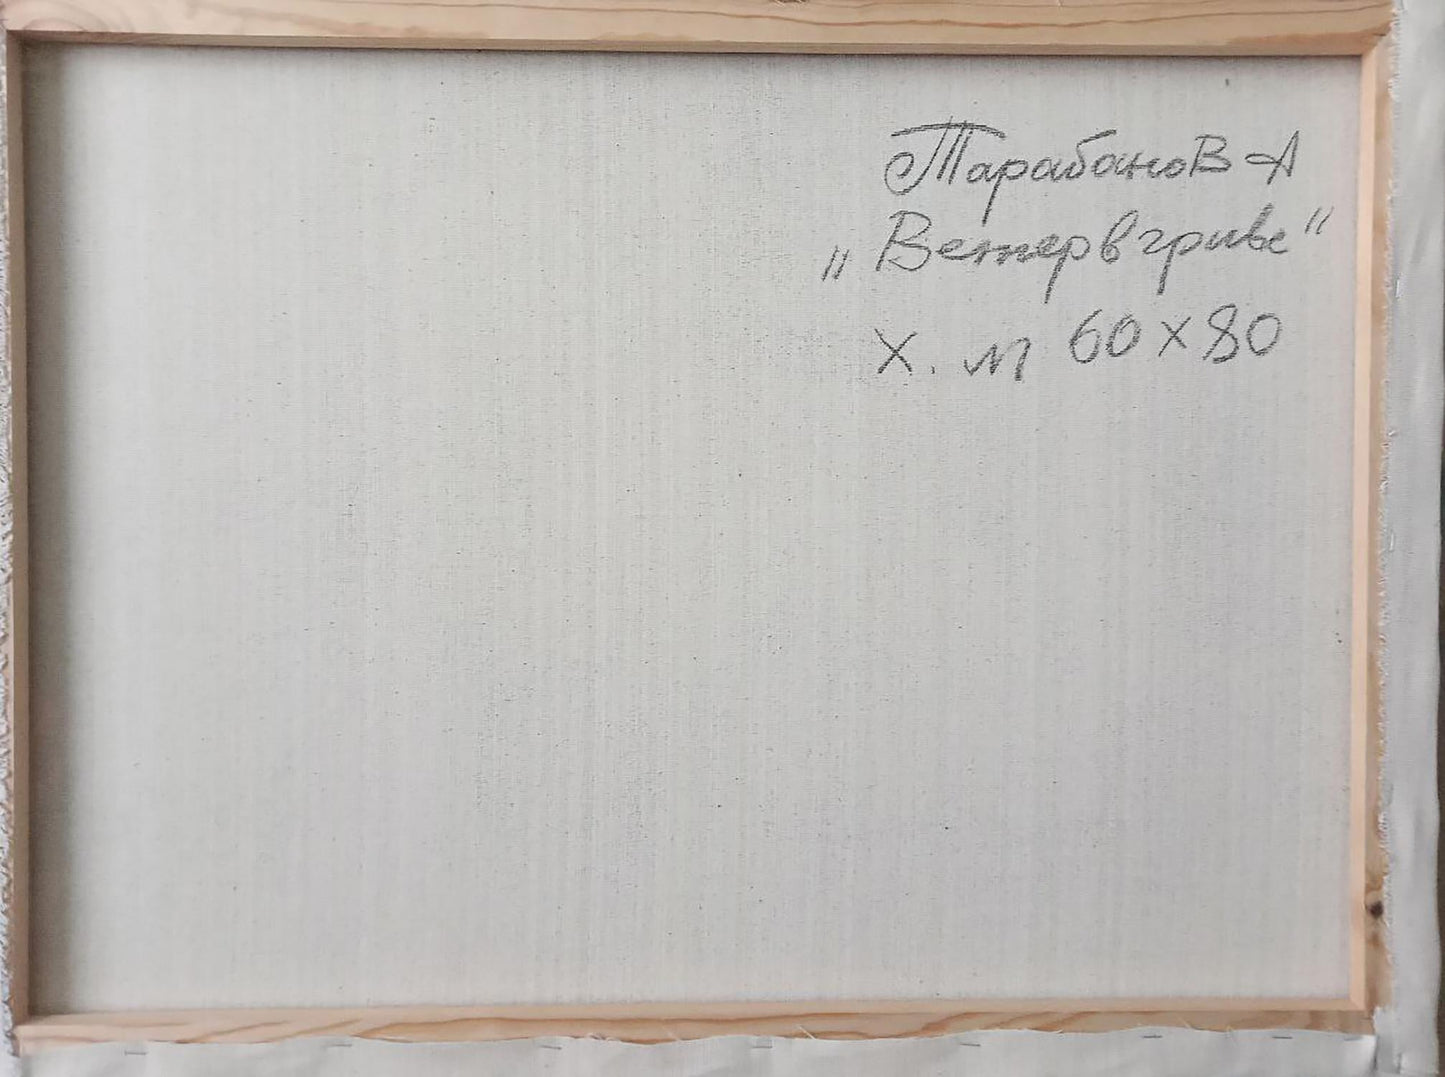 Тарабанов А
„Ветер в гриве"
х. м 60 х 80